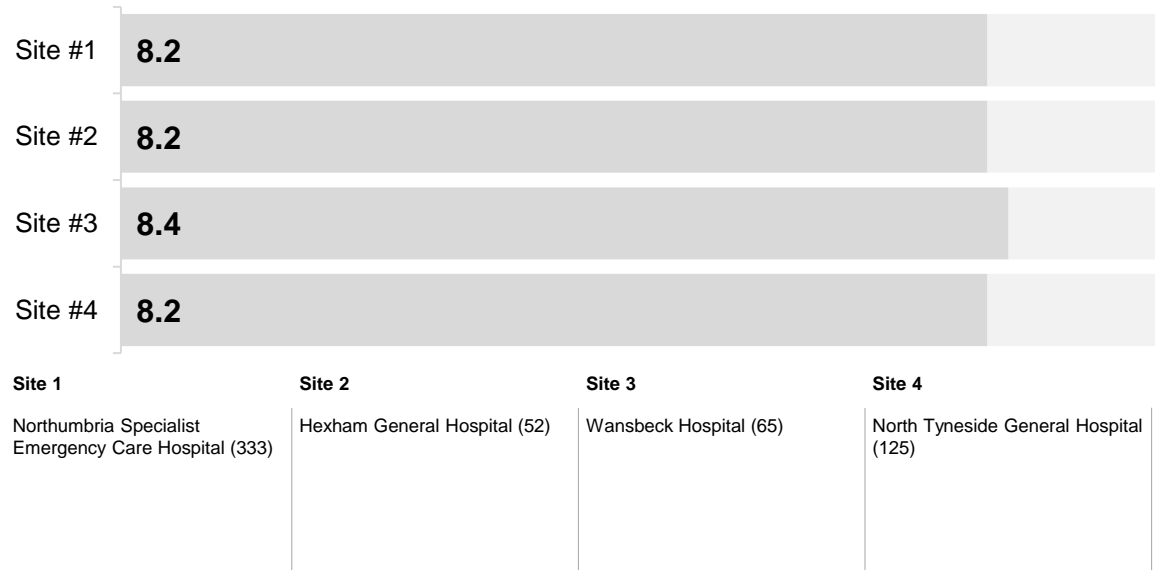 Site #1 8.2
Site #2 8.2
Site #3 8.4
Site #4 8.2
Site 1
Northumbria Specialist
Emergency Care Hospital (333)
Site 2
Hexham General Hospital (52)
Site 3
Wansbeck Hospital (65)
Site 4
North Tyneside General Hospital
(125)